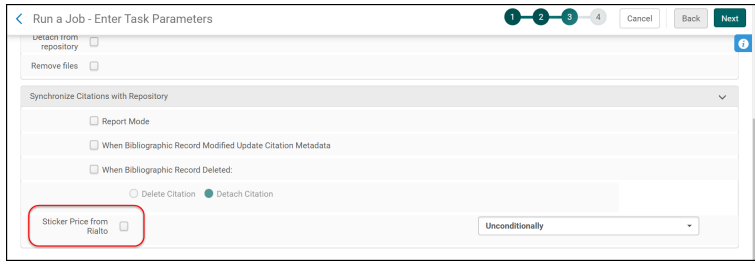 Run a Job - Enter Task Parameters
1 2 3 4 Cancel Back Next
Detach from
repository
Remove files
Synchronize Citations with Repository
Report Mode
When Bibliographic Record Modified Update Citation Metadata
When Bibliographic Record Deleted:
Delete Citation Detach Citation
Sticker Price from
Rialto
Unconditionally